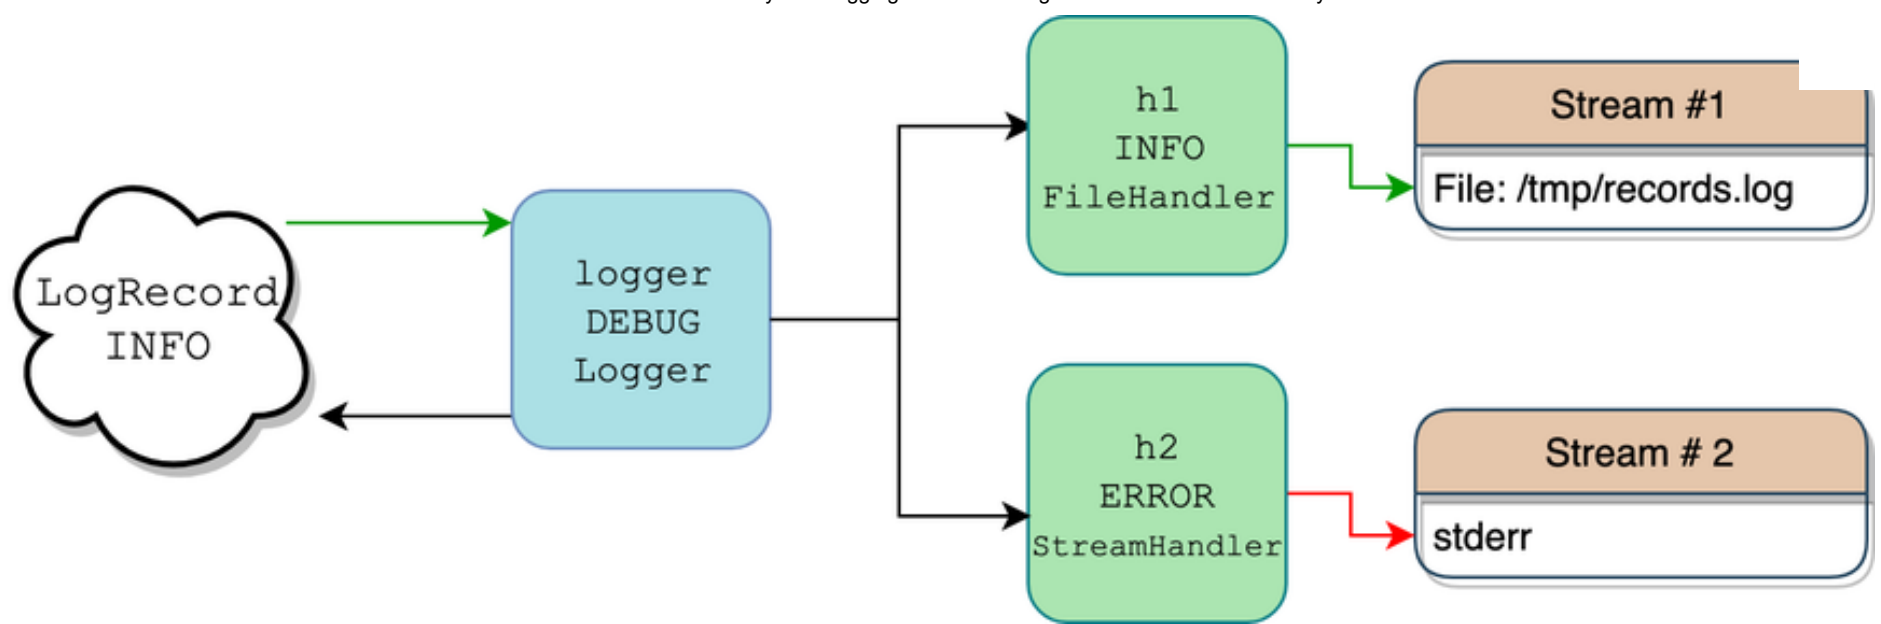 LogRecord
INFO
logger
DEBUG
Logger
h1
INFO
FileHandler
Stream #1
File: /tmp/records.log
h2
ERROR
StreamHandler
Stream # 2
stderr